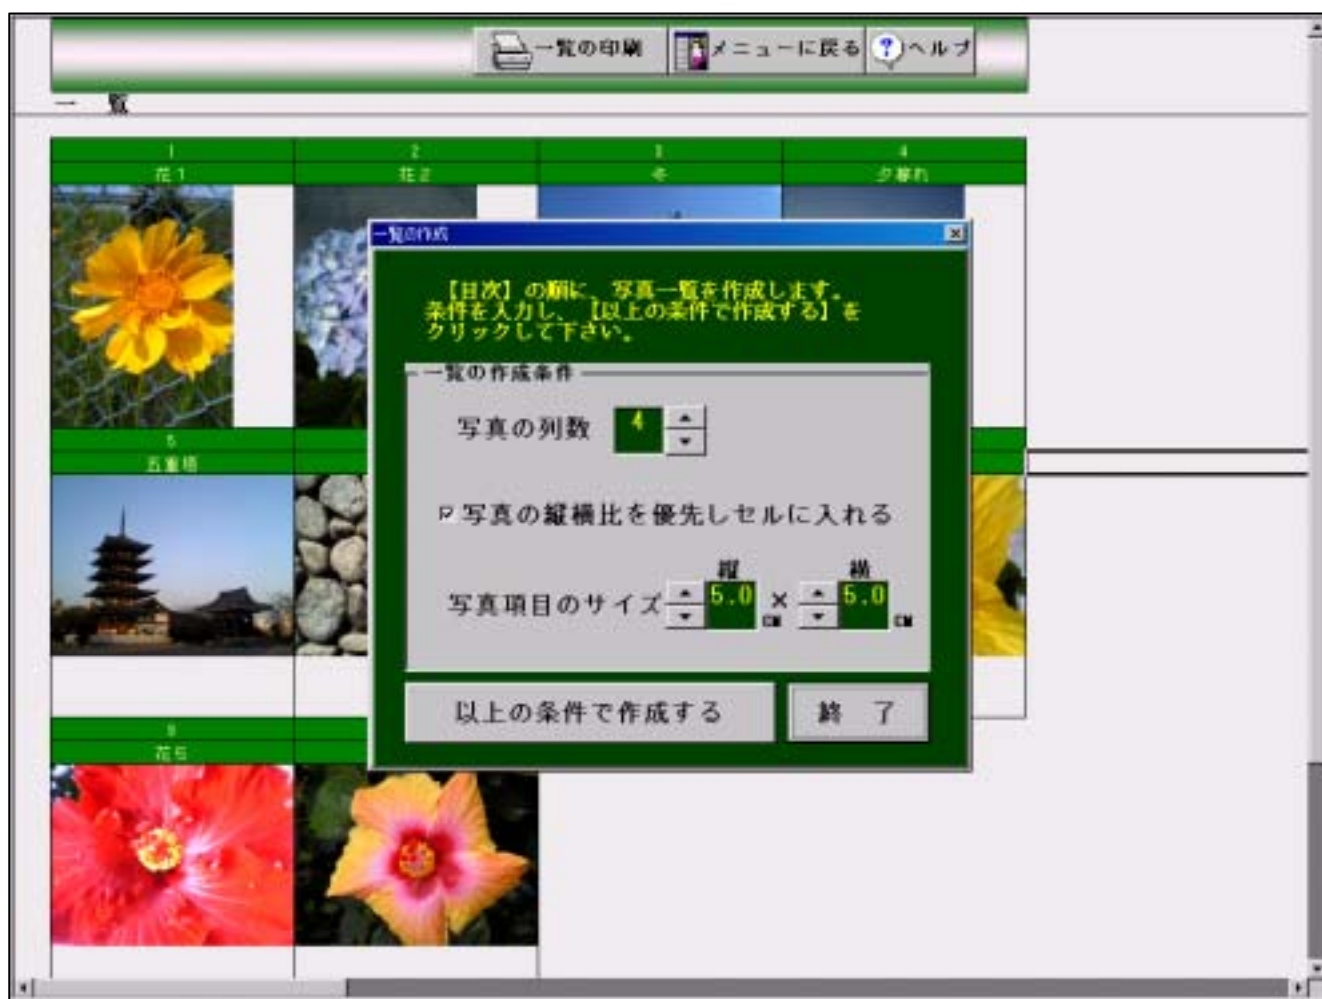 一覧の印刷
メニューに戻る
ヘルプ
一 覧
1
2
3
4
花1
花2
冬
夕暮れ
5
五重塔
9
花5
一覧の作成
【目次】の順に、写真一覧を作成します。
条件を入力し、【以上の条件で作成する】を
クリックして下さい。
一覧の作成条件
写真の列数
4
写真の縦横比を優先しセルに入れる
縦
横
写真項目のサイズ
5.0
×
5.0
CM
CM
以上の条件で作成する
終 了